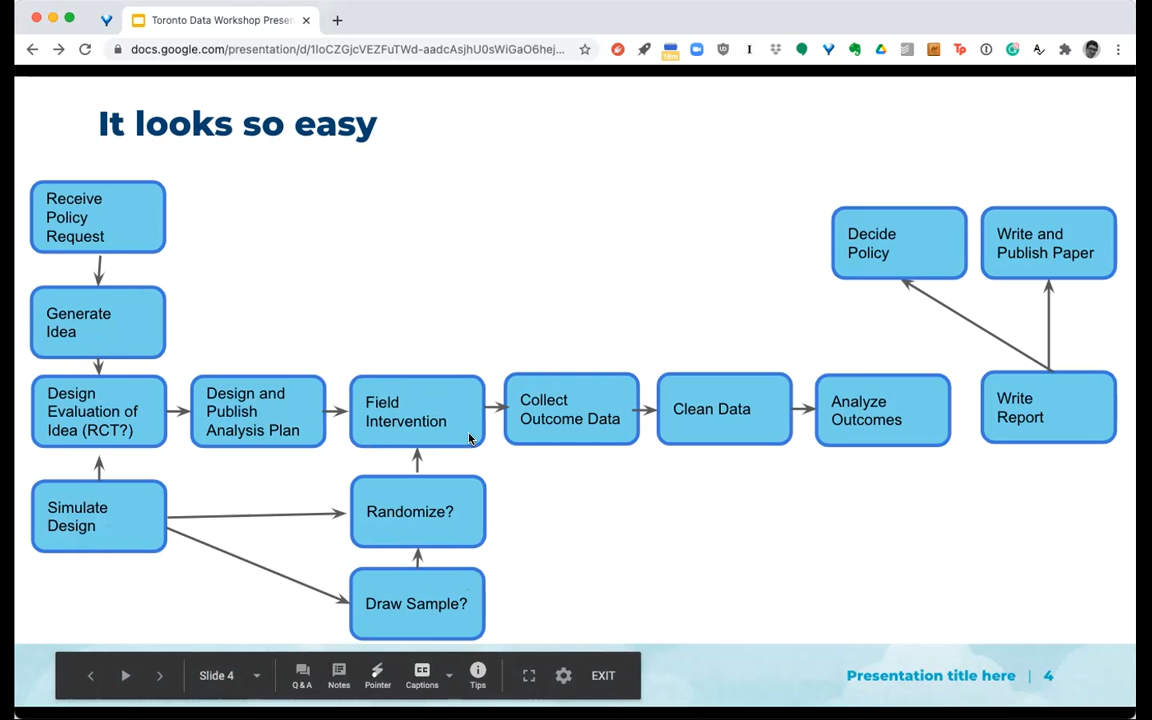 Toronto Data Workshop Presen
docs.google.com/presentation/d/1IoCZGjcVEZFuTWd-aadcAsjhU0sWiGaO6hej...
It looks so easy
Receive
Policy
Request
Generate
Idea
Design
Evaluation of
Idea (RCT?)
Design and
Publish
Analysis Plan
Field
Intervention
Collect
Outcome Data
Clean Data
Analyze
Outcomes
Write
Report
Decide
Policy
Write and
Publish Paper
Simulate
Design
Randomize?
Draw Sample?
Slide 4
Q & A
Notes
Pointer
CC
Captions
Tips
EXIT
Presentation title here | 4